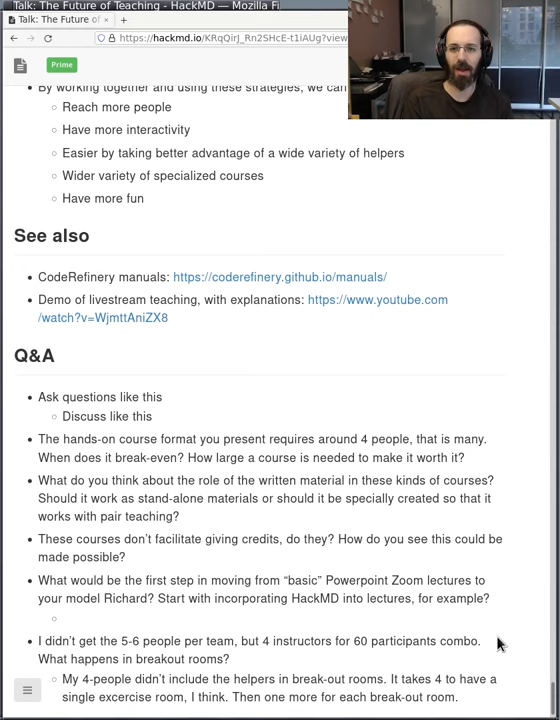 Talk: The Future of Teaching - HackMD — Mozilla Fi
Talk: The Future of
https://hackmd.io/KRqQirJ_Rn2SHcE-t1iAUg?view
Prime
By working together and using these strategies, we can
Reach more people
Have more interactivity
Easier by taking better advantage of a wide variety of helpers
Wider variety of specialized courses
Have more fun
See also
CodeRefinery manuals: https://coderefinery.github.io/manuals/
Demo of livestream teaching, with explanations: https://www.youtube.com
/watch?v=WjmttAniZX8
Q&A
Ask questions like this
Discuss like this
The hands-on course format you present requires around 4 people, that is many.
When does it break-even? How large a course is needed to make it worth it?
What do you think about the role of the written material in these kinds of courses?
Should it work as stand-alone materials or should it be specially created so that it
works with pair teaching?
These courses don't facilitate giving credits, do they? How do you see this could be
made possible?
What would be the first step in moving from “basic” Powerpoint Zoom lectures to
your model Richard? Start with incorporating HackMD into lectures, for example?
I didn't get the 5-6 people per team, but 4 instructors for 60 participants combo.
What happens in breakout rooms?
My 4-people didn't include the helpers in break-out rooms. It takes 4 to have a
single excercise room, I think. Then one more for each break-out room.